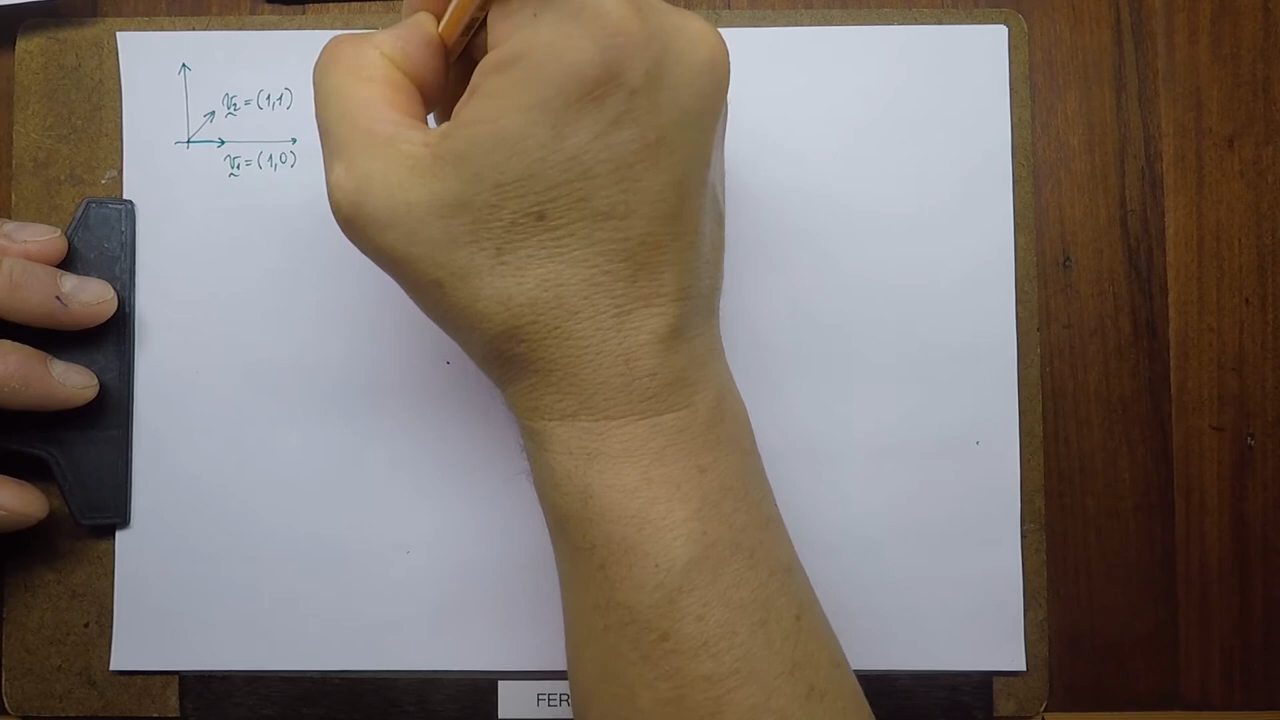 v₂ = (1,1)
v₁ = (1,0)
FER